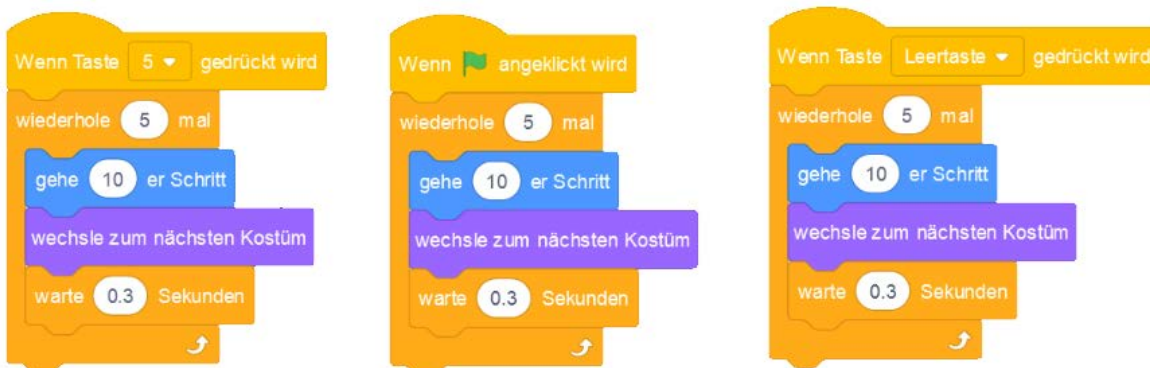 Wenn Taste 5 gedrückt wird
wiederhole 5 mal
gehe 10 er Schritt
wechsle zum nächsten Kostüm
warte 0.3 Sekunden
Wenn angeklickt wird
wiederhole 5 mal
gehe 10 er Schritt
wechsle zum nächsten Kostüm
warte 0.3 Sekunden
Wenn Taste Leertaste gedrückt wird
wiederhole 5 mal
gehe 10 er Schritt
wechsle zum nächsten Kostüm
warte 0.3 Sekunden